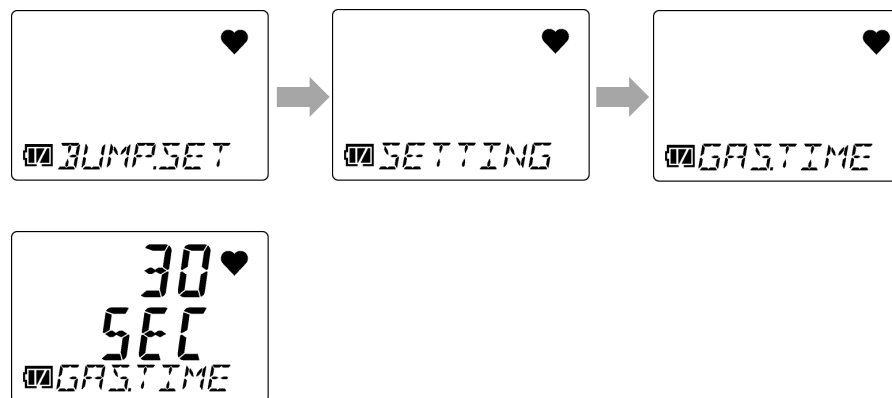 BUMP.SET
SETTING
GAS.TIME
30
SEC
GAS.TIME